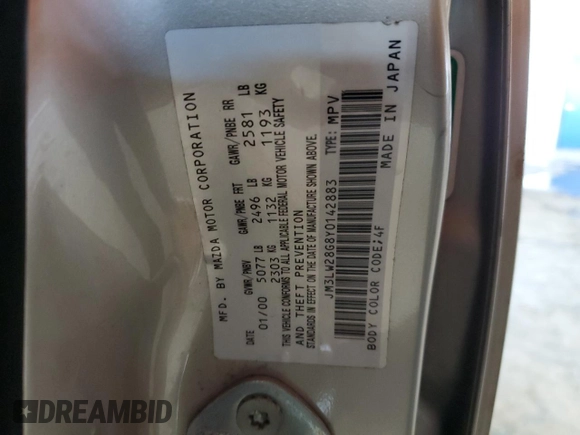 MFD. BY MAZDA MOTOR CORPORATION
DATE GVWR/PNBV GAWR/PNBE FRT GAWR/PNBE RR
01/00 5077 LB 2496 LB 2581 LB
2303 KG 1132 KG 1193 KG
THIS VEHICLE CONFORMS TO ALL APPLICABLE FEDERAL MOTOR VEHICLE SAFETY
AND THEFT PREVENTION
STANDARDS IN EFFECT ON THE DATE OF MANUFACTURE SHOWN ABOVE.
JM3LW28G8Y0142883 TYPE: MPV
BODY COLOR CODE;4F MADE IN JAPAN
DREAMBID